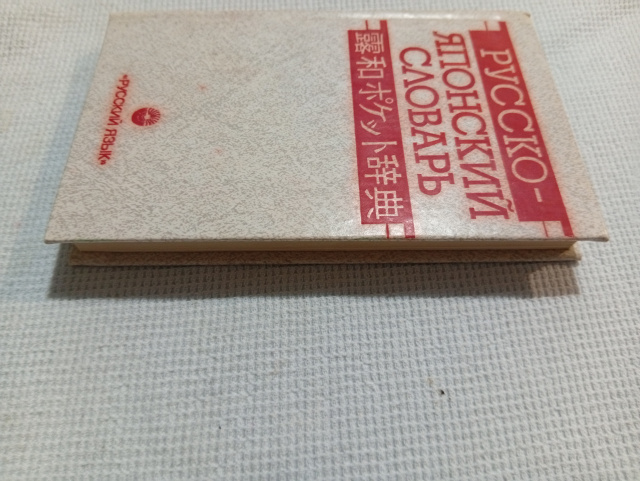 РУССКО-
ЯПОНСКИЙ
СЛОВАРЬ
露和ポケット辞典
«РУССКИЙ ЯЗЫК»